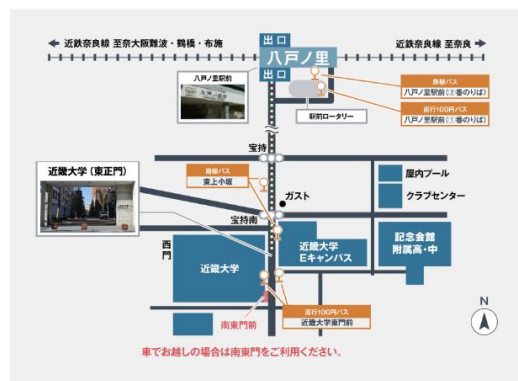 ← 近鉄奈良線 至奈大阪難波・鶴橋・布施
出口
近鉄奈良線 至奈良 →
八戸ノ里
出口
八戸ノ里駅前
路線バス
八戸ノ里駅前(②番のりば)
直行100円バス
八戸ノ里駅前(①番のりば)
駅前ロータリー
宝持
近畿大学(東正門)
路線バス
東上小坂
ガスト
屋内プール
クラブセンター
宝持南
西門
近畿大学
近畿大学
Eキャンパス
記念会館
附属高・中
直行100円バス
近畿大学東門前
南東門前
N
車でお越しの場合は南東門をご利用ください。